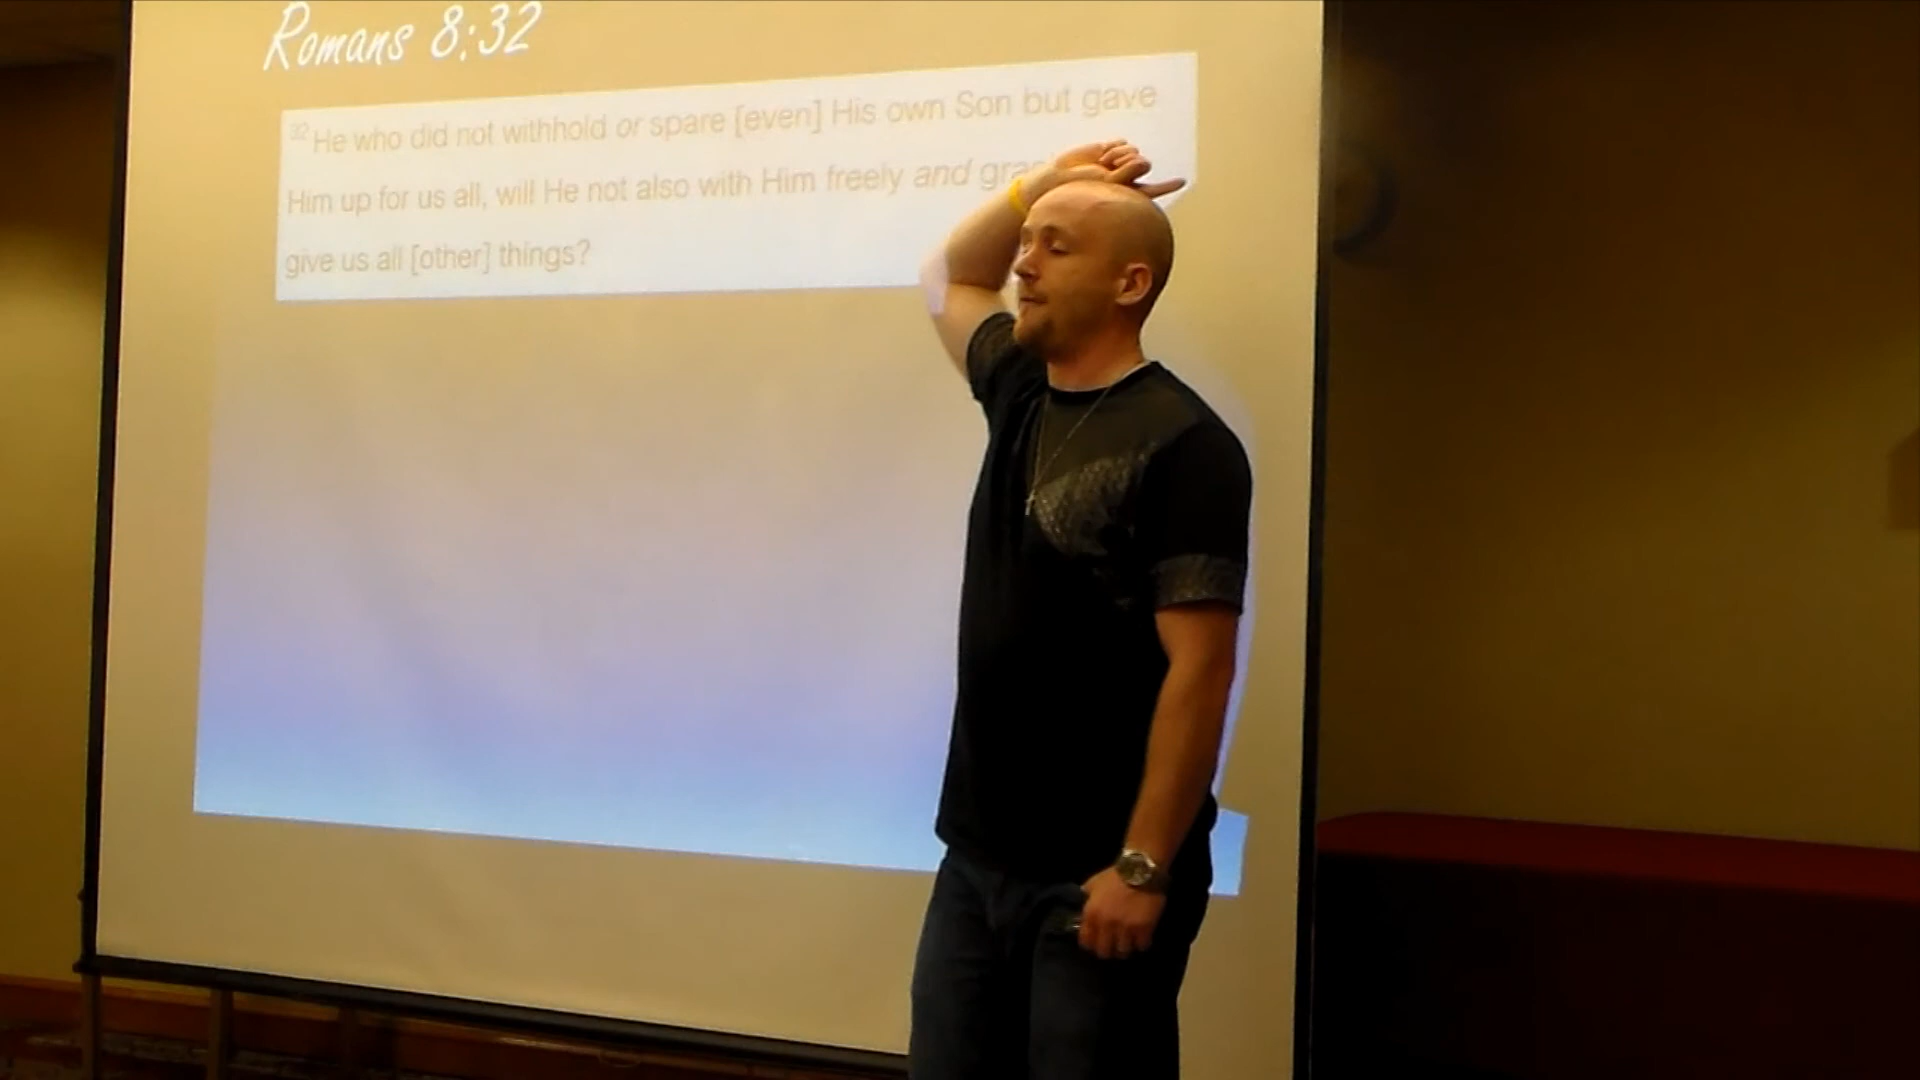 Romans 8:32
32 He who did not withhold or spare [even] His own Son but gave
Him up for us all, will He not also with Him freely and
give us all [other] things?